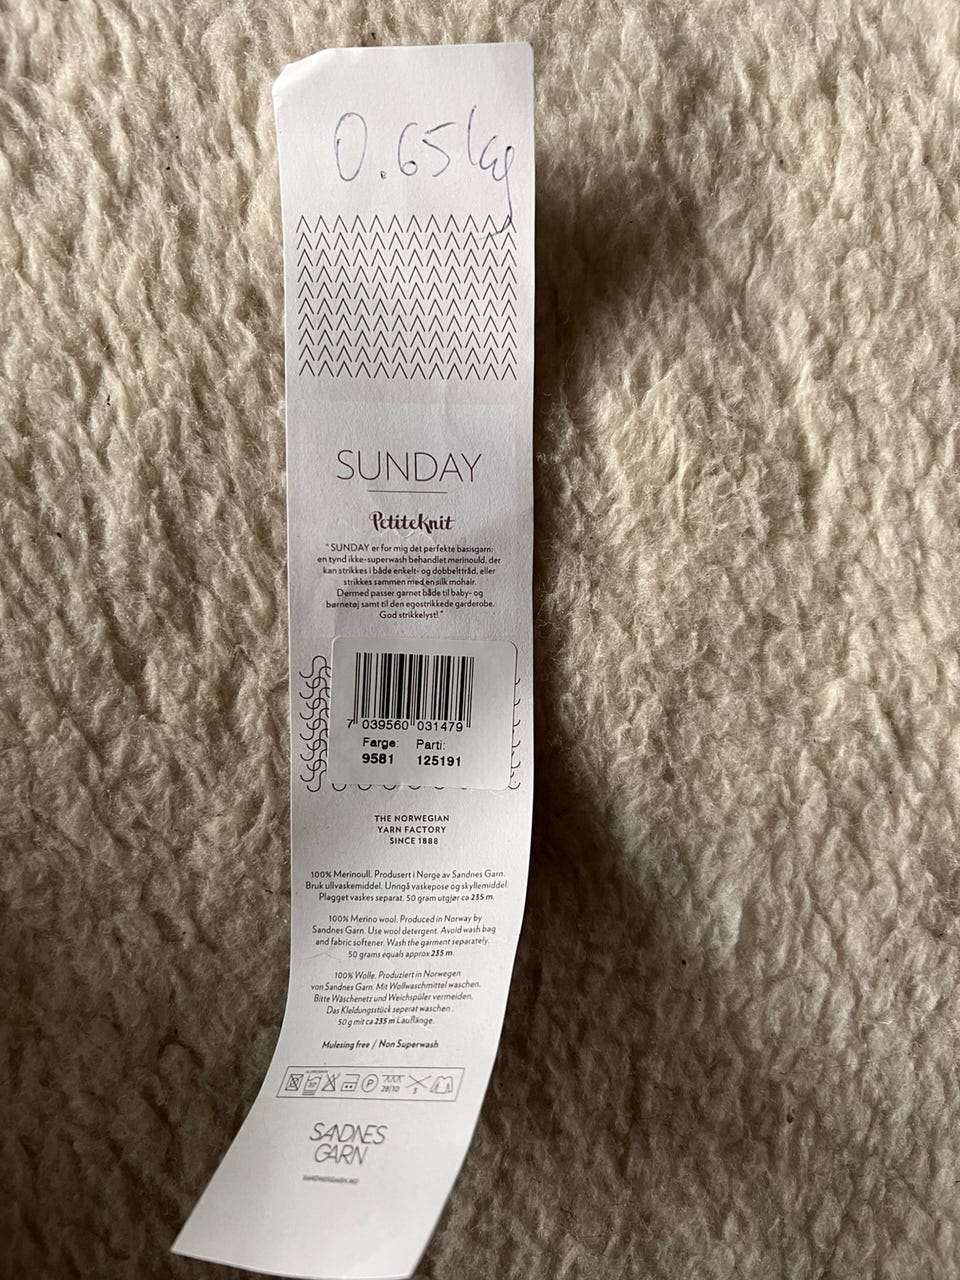 0.65kg
SUNDAY
PetiteKnit
"SUNDAY er for mig det perfekte basisgarn:
en tynd ikke-superwash behandlet merinould, der
kan strikkes i både enkelt- og dobbelttråd, eller
strikkes sammen med en silk mohair.
Dermed passer garnet både til baby- og
børnetøj samt til den egostrikkede garderobe.
God strikkelyst!"
7 039560 031479
Farge: Parti:
9581 125191
THE NORWEGIAN
YARN FACTORY
SINCE 1888
100% Merinoull. Produsert i Norge av Sandnes Garn.
Bruk ullvaskemiddel. Unngå vaskepose og skyllemiddel.
Plagget vaskes separat. 50 gram utgjør ca 235 m.
100% Merino wool. Produced in Norway by
Sandnes Garn. Use wool detergent. Avoid wash bag
and fabric softener. Wash the garment separately.
50 grams equals approx 235 m.
100% Wolle. Produziert in Norwegen
von Sandnes Garn. Mit Wollwaschmittel waschen.
Bitte Wäschenetz und Weichspüler vermeiden.
Das Kleidungsstück seperat waschen.
50 g mit ca 235 m Lauflänge.
Mulesing free / Non Superwash
30 P 28/10 3
SANDNES
GARN